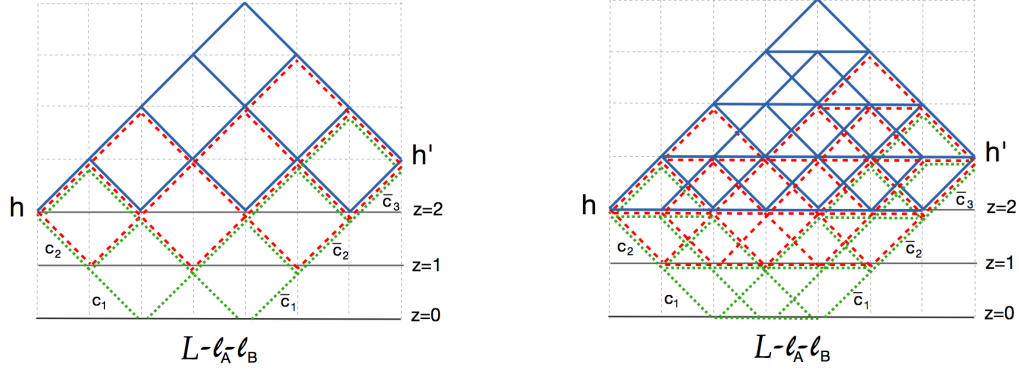 h'
h'
h
c̄₃
z=2
h
c̄₃
z=2
c₂
c̄₂
c₂
c̄₂
z=1
z=1
c₁
c̄₁
c₁
c̄₁
z=0
z=0
L-ℓA-ℓB
L-ℓA-ℓB